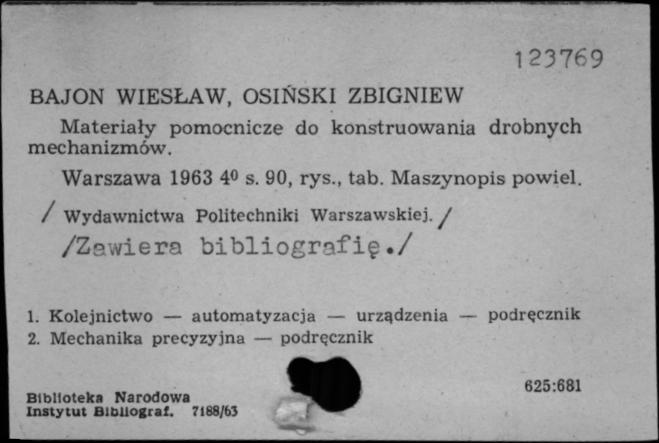 123769
BAJON WIESŁAW, OSIŃSKI ZBIGNIEW
Materiały pomocnicze do konstruowania drobnych
mechanizmów.
Warszawa 1963 4⁰ s. 90, rys., tab. Maszynopis powiel.
/ Wydawnictwa Politechniki Warszawskiej. /
/Zawiera bibliografię./
1. Kolejnictwo — automatyzacja — urządzenia — podręcznik
2. Mechanika precyzyjna — podręcznik
625:681
Biblioteka Narodowa
Instytut Bibliograf. 7188/63